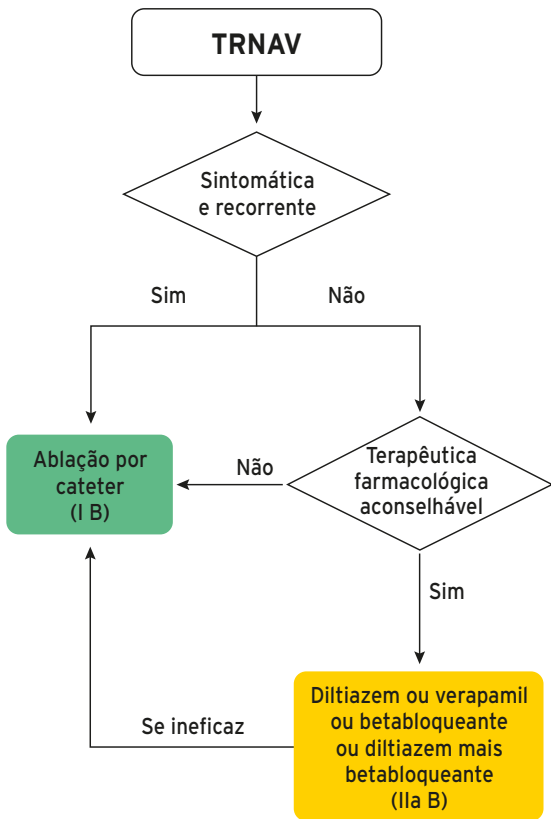 TRNAV
Sintomática
e recorrente
Sim
Não
Ablação por
cateter
(I B)
Não
Terapêutica
farmacológica
aconselhável
Sim
Se ineficaz
Diltiazem ou verapamil
ou betabloqueante
ou diltiazem mais
betabloqueante
(IIa B)